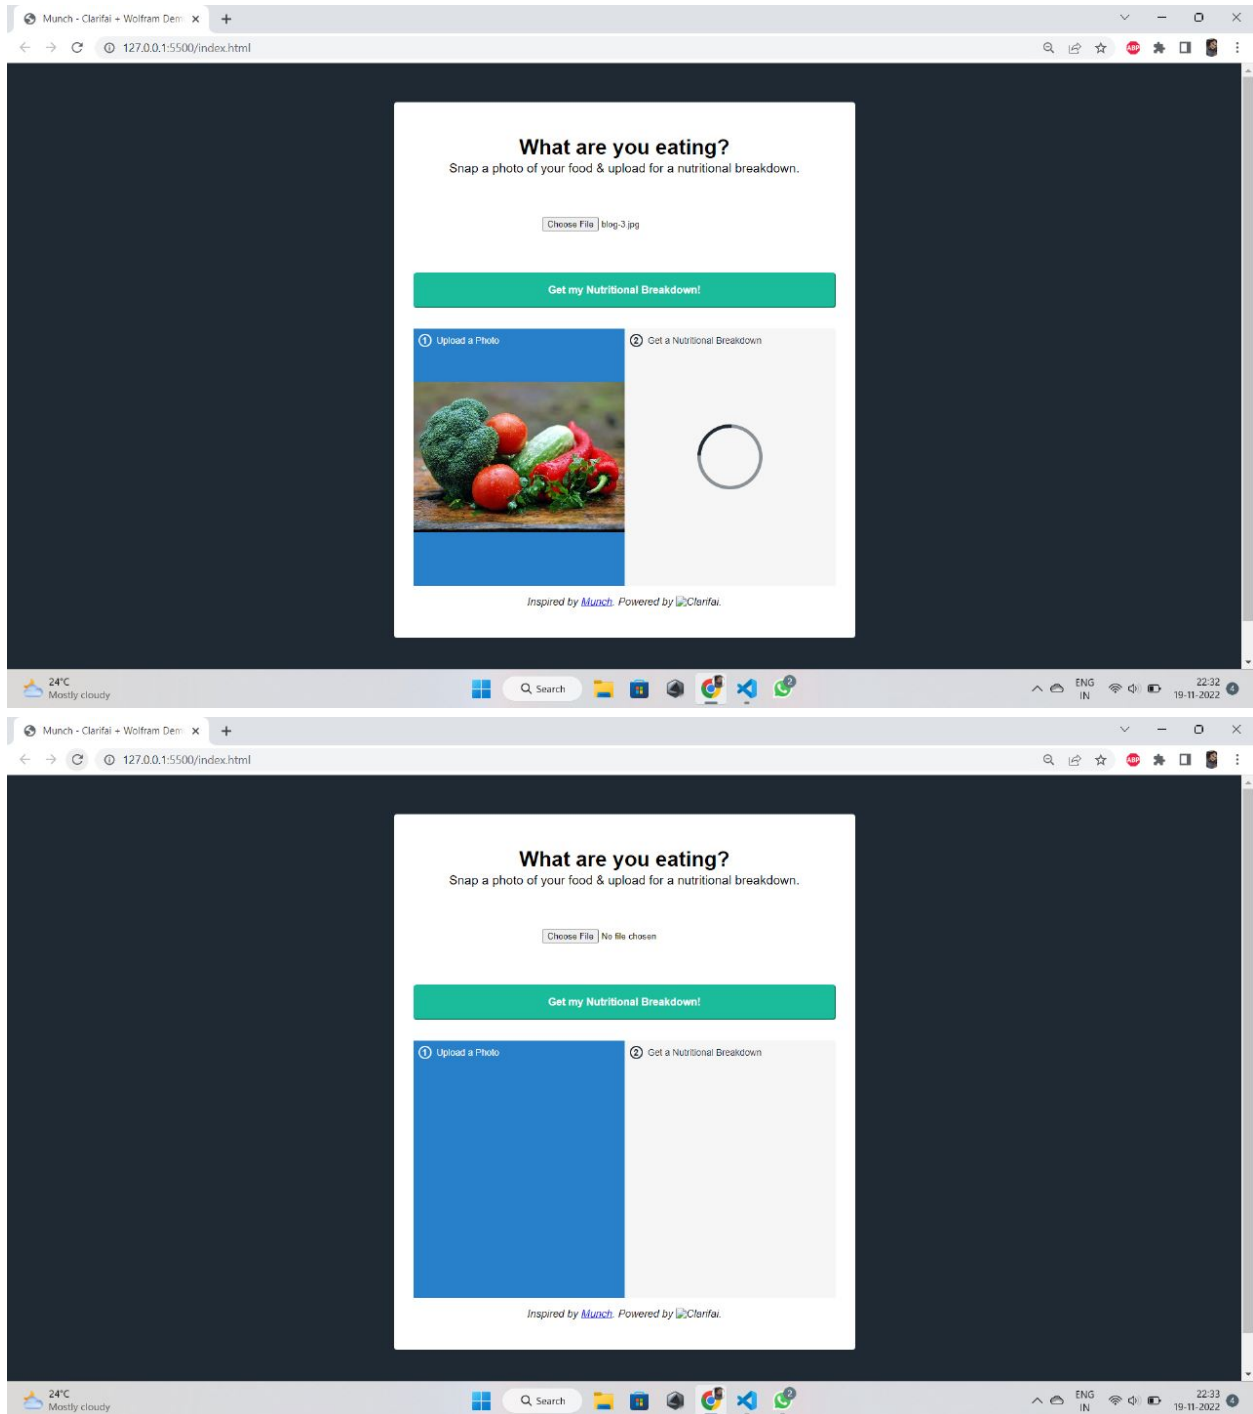 Munch - Clarifai + Wolfram Dem
127.0.0.1:5500/index.html
ABP
What are you eating?
Snap a photo of your food & upload for a nutritional breakdown.
Choose File blog-3.jpg
Get my Nutritional Breakdown!
1 Upload a Photo
2 Get a Nutritional Breakdown
Inspired by Munch. Powered by Clarifai.
24°C
Mostly cloudy
Search
2
ENG
IN
22:32
19-11-2022
4
Munch - Clarifai + Wolfram Dem
127.0.0.1:5500/index.html
ABP
What are you eating?
Snap a photo of your food & upload for a nutritional breakdown.
Choose File No file chosen
Get my Nutritional Breakdown!
1 Upload a Photo
2 Get a Nutritional Breakdown
Inspired by Munch. Powered by Clarifai.
24°C
Mostly cloudy
Search
2
ENG
IN
22:33
19-11-2022
4